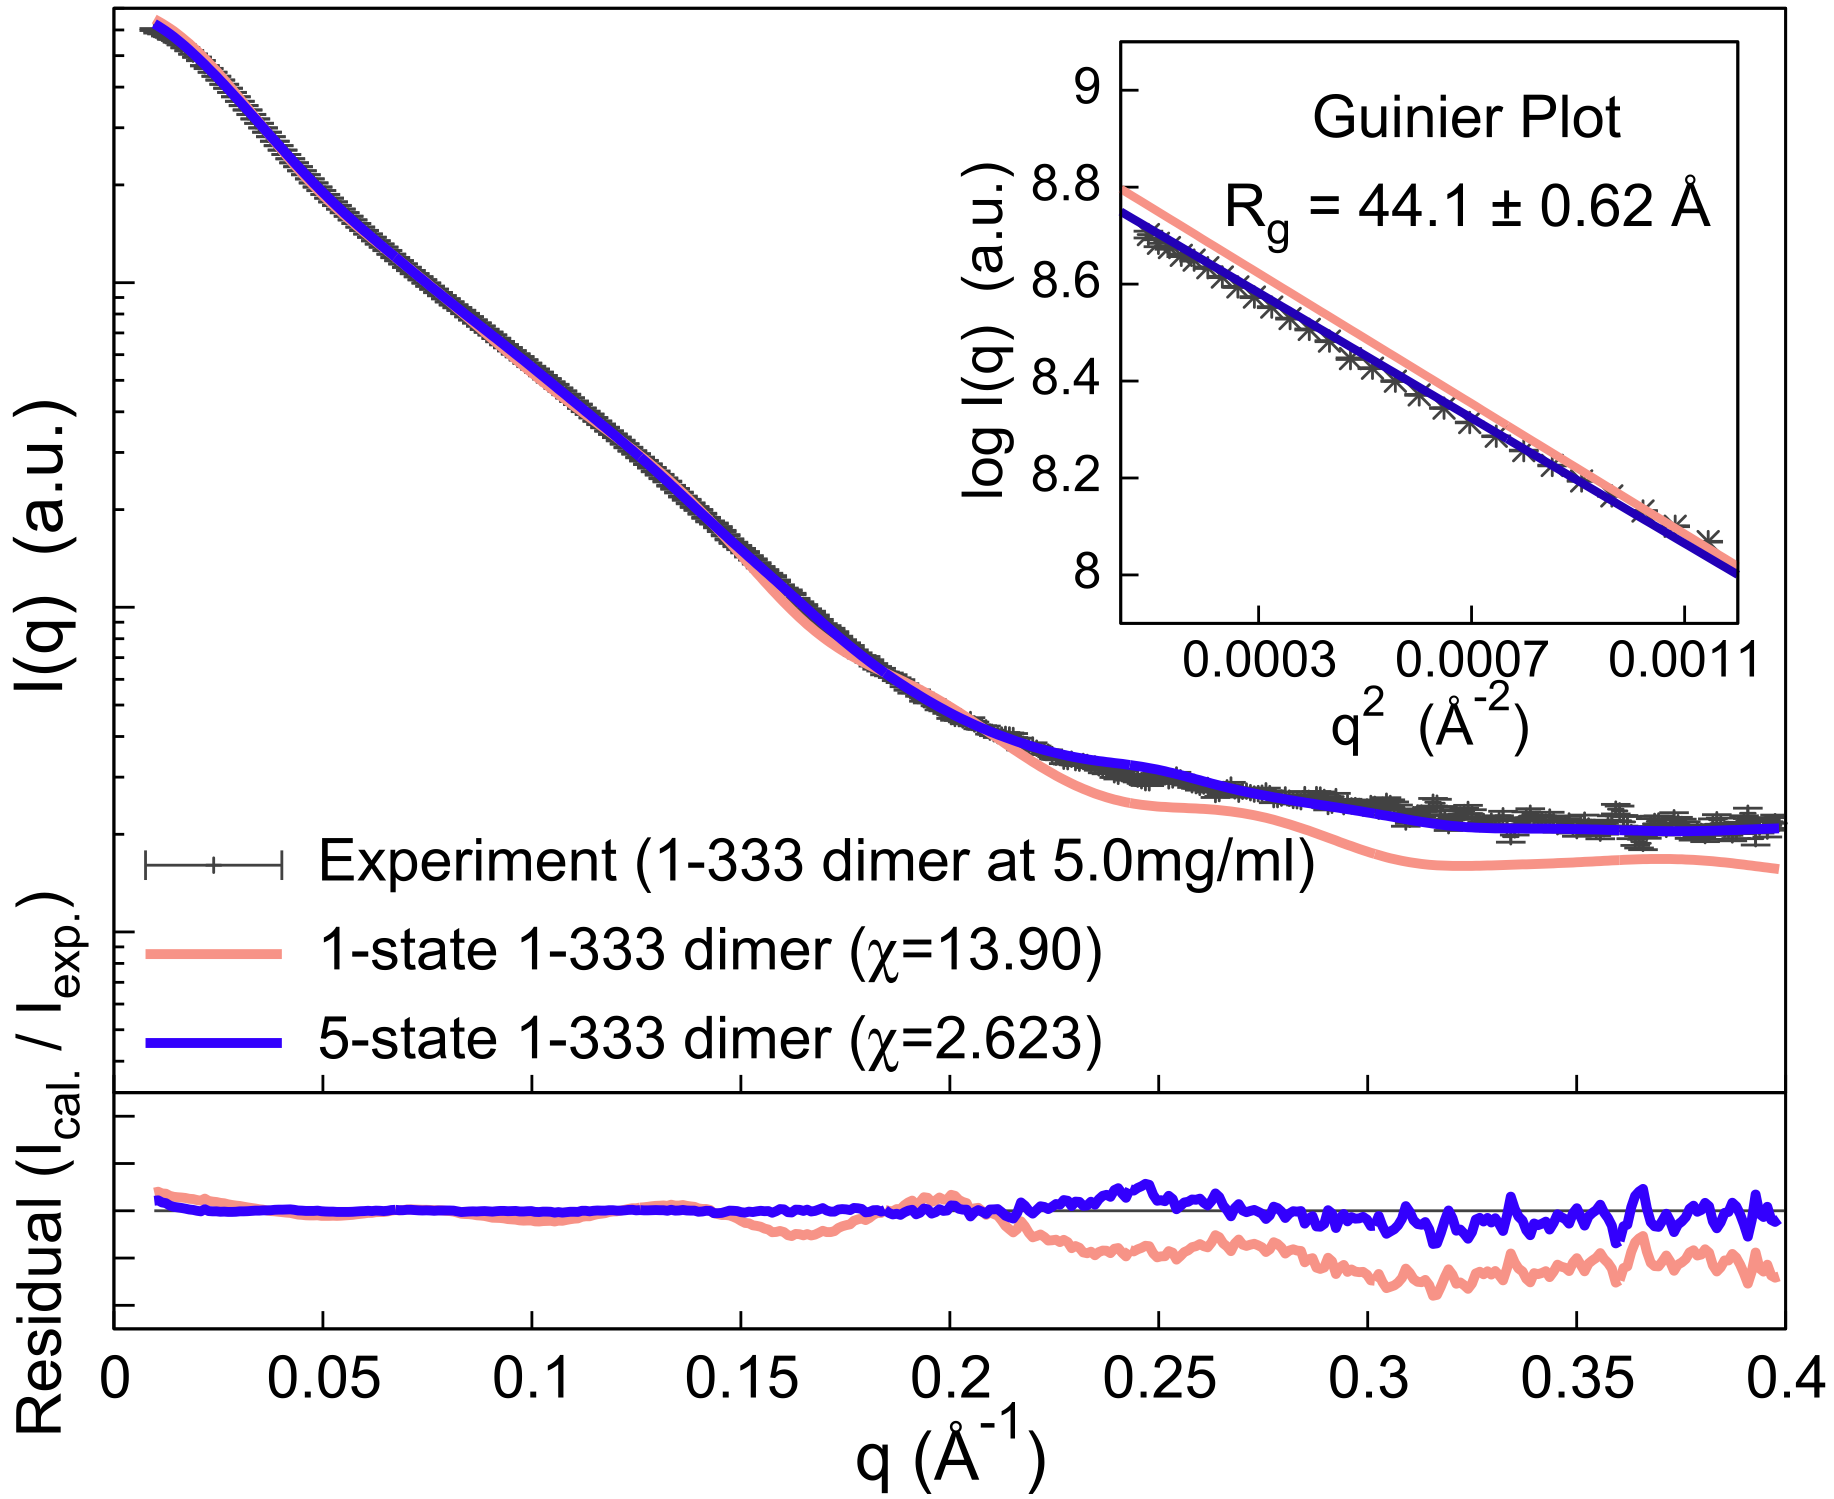 I(q) (a.u.)
Guinier Plot
R_g = 44.1 ± 0.62 Å
log I(q) (a.u.)
9
8.8
8.6
8.4
8.2
8
0.0003 0.0007 0.0011
q² (Å⁻²)
Experiment (1-333 dimer at 5.0mg/ml)
1-state 1-333 dimer (χ=13.90)
5-state 1-333 dimer (χ=2.623)
Residual (I_cal. / I_exp.)
0 0.05 0.1 0.15 0.2 0.25 0.3 0.35 0.4
q (Å⁻¹)